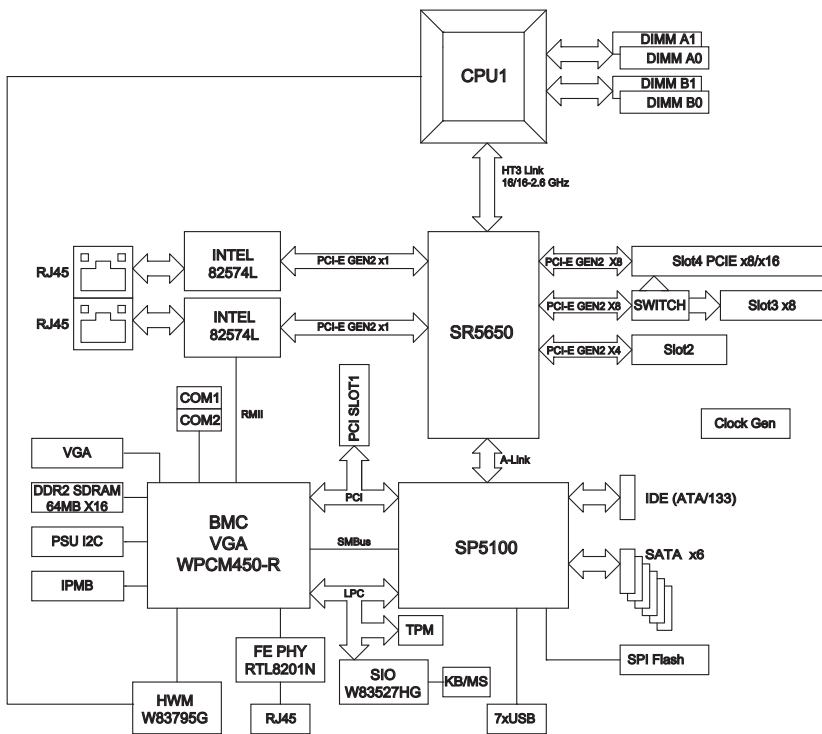 DIMM A1
DIMM A0
CPU1
DIMM B1
DIMM B0
HT3 Link
16/16-2.6 GHz
INTEL
82574L
RJ45
PCI-E GEN2 x1
PCI-E GEN2 X8
Slot4 PCIE x8/x16
INTEL
82574L
RJ45
PCI-E GEN2 x1
SR5650
PCI-E GEN2 X8
SWITCH
Slot3 x8
PCI-E GEN2 X4
Slot2
COM1
COM2
RMII
PCI SLOT1
Clock Gen
A-Link
VGA
DDR2 SDRAM
64MB X16
PSU I2C
IPMB
BMC
VGA
WPCM450-R
PCI
SMBus
LPC
SP5100
IDE (ATA/133)
SATA x6
TPM
FE PHY
RTL8201N
SIO
W83527HG
KB/MS
SPI Flash
HWM
W83795G
RJ45
7xUSB